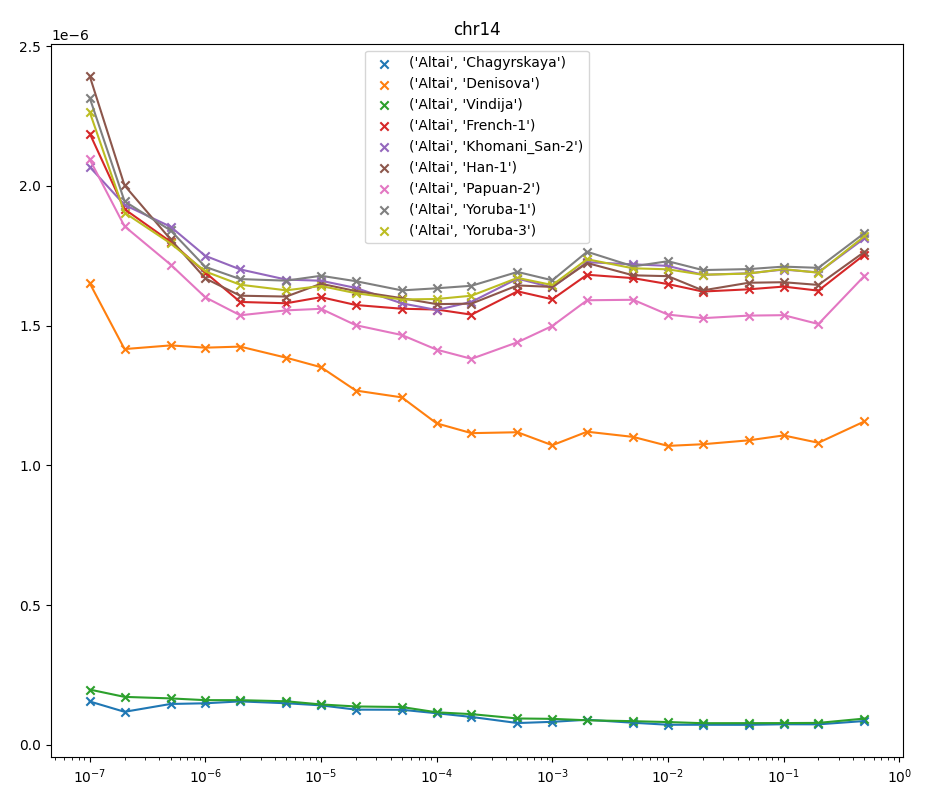 chr14
1e−6
2.5
2.0
1.5
1.0
0.5
0.0
('Altai', 'Chagyrskaya')
('Altai', 'Denisova')
('Altai', 'Vindija')
('Altai', 'French-1')
('Altai', 'Khomani_San-2')
('Altai', 'Han-1')
('Altai', 'Papuan-2')
('Altai', 'Yoruba-1')
('Altai', 'Yoruba-3')
10⁻⁷ 10⁻⁶ 10⁻⁵ 10⁻⁴ 10⁻³ 10⁻² 10⁻¹ 10⁰